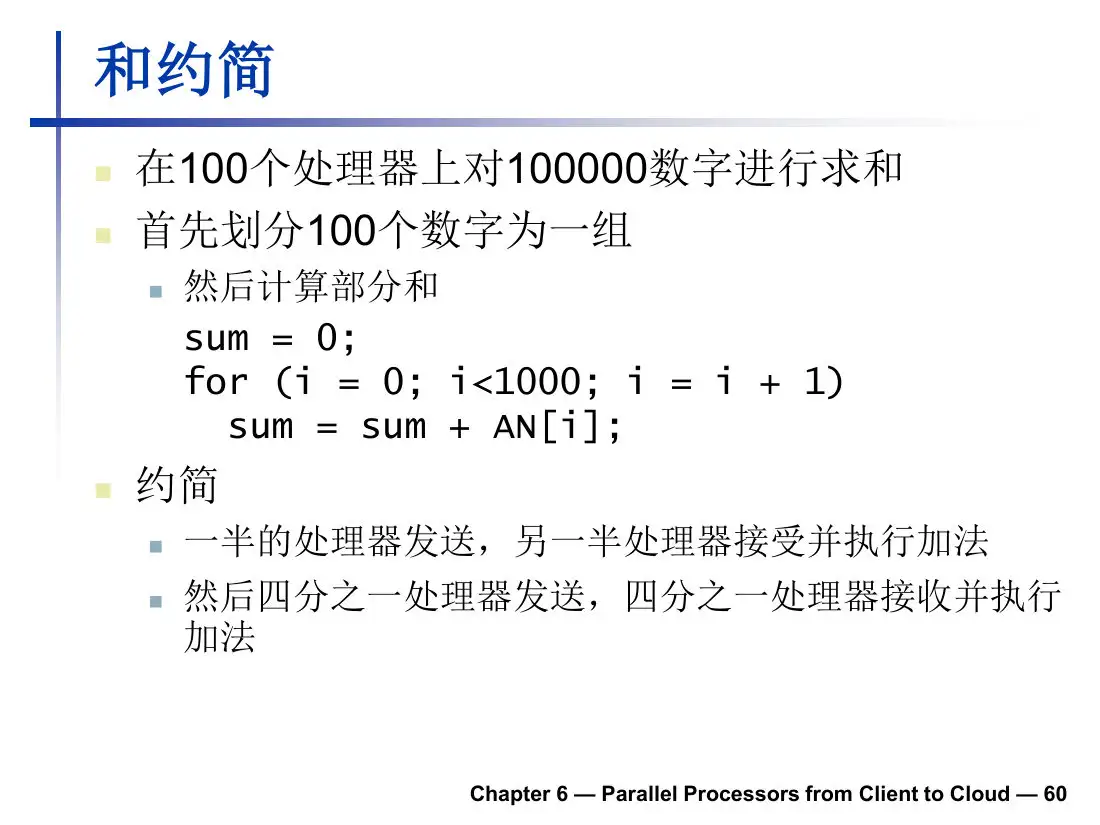 和约简
在100个处理器上对100000数字进行求和
首先划分100个数字为一组
然后计算部分和
sum = 0;
for (i = 0; i<1000; i = i + 1)
sum = sum + AN[i];
约简
一半的处理器发送，另一半处理器接受并执行加法
然后四分之一处理器发送，四分之一处理器接收并执行
加法
Chapter 6 — Parallel Processors from Client to Cloud — 60